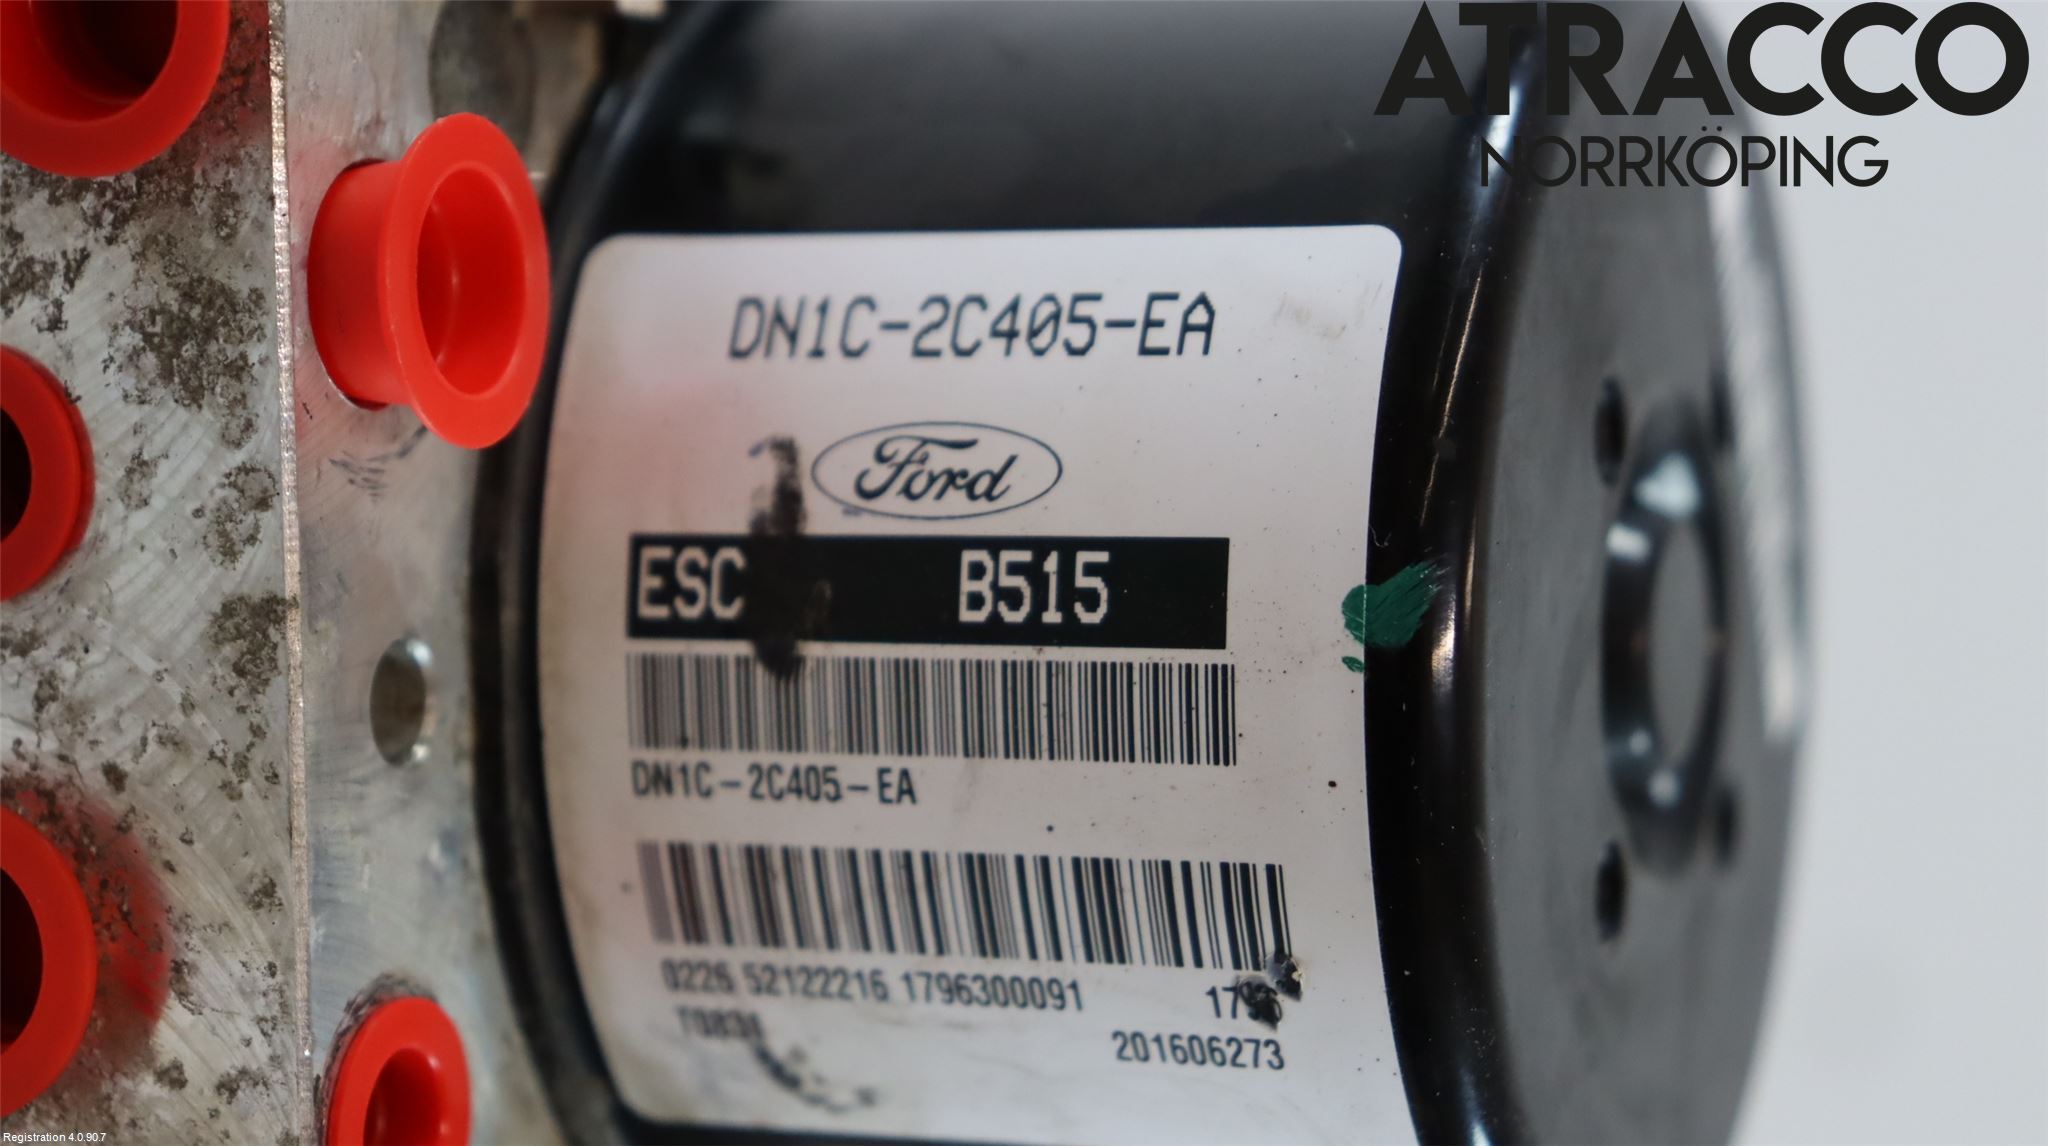 ATRACCO
NORRKÖPING
DN1C-2C405-EA
Ford
ESC B515
DN1C-2C405-EA
0226 52122216 1796300091
201606273
Registration 4.0.90.7